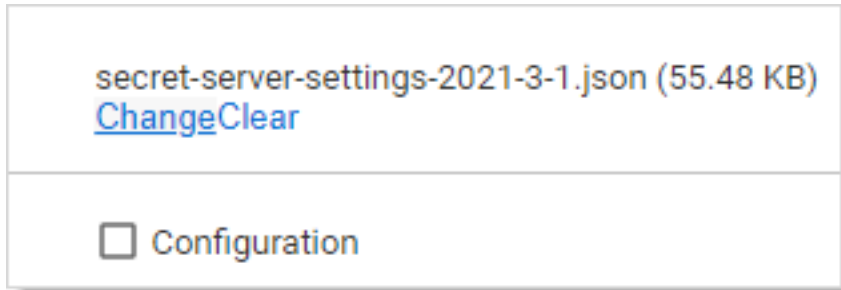 secret-server-settings-2021-3-1.json (55.48 KB)
ChangeClear
Configuration